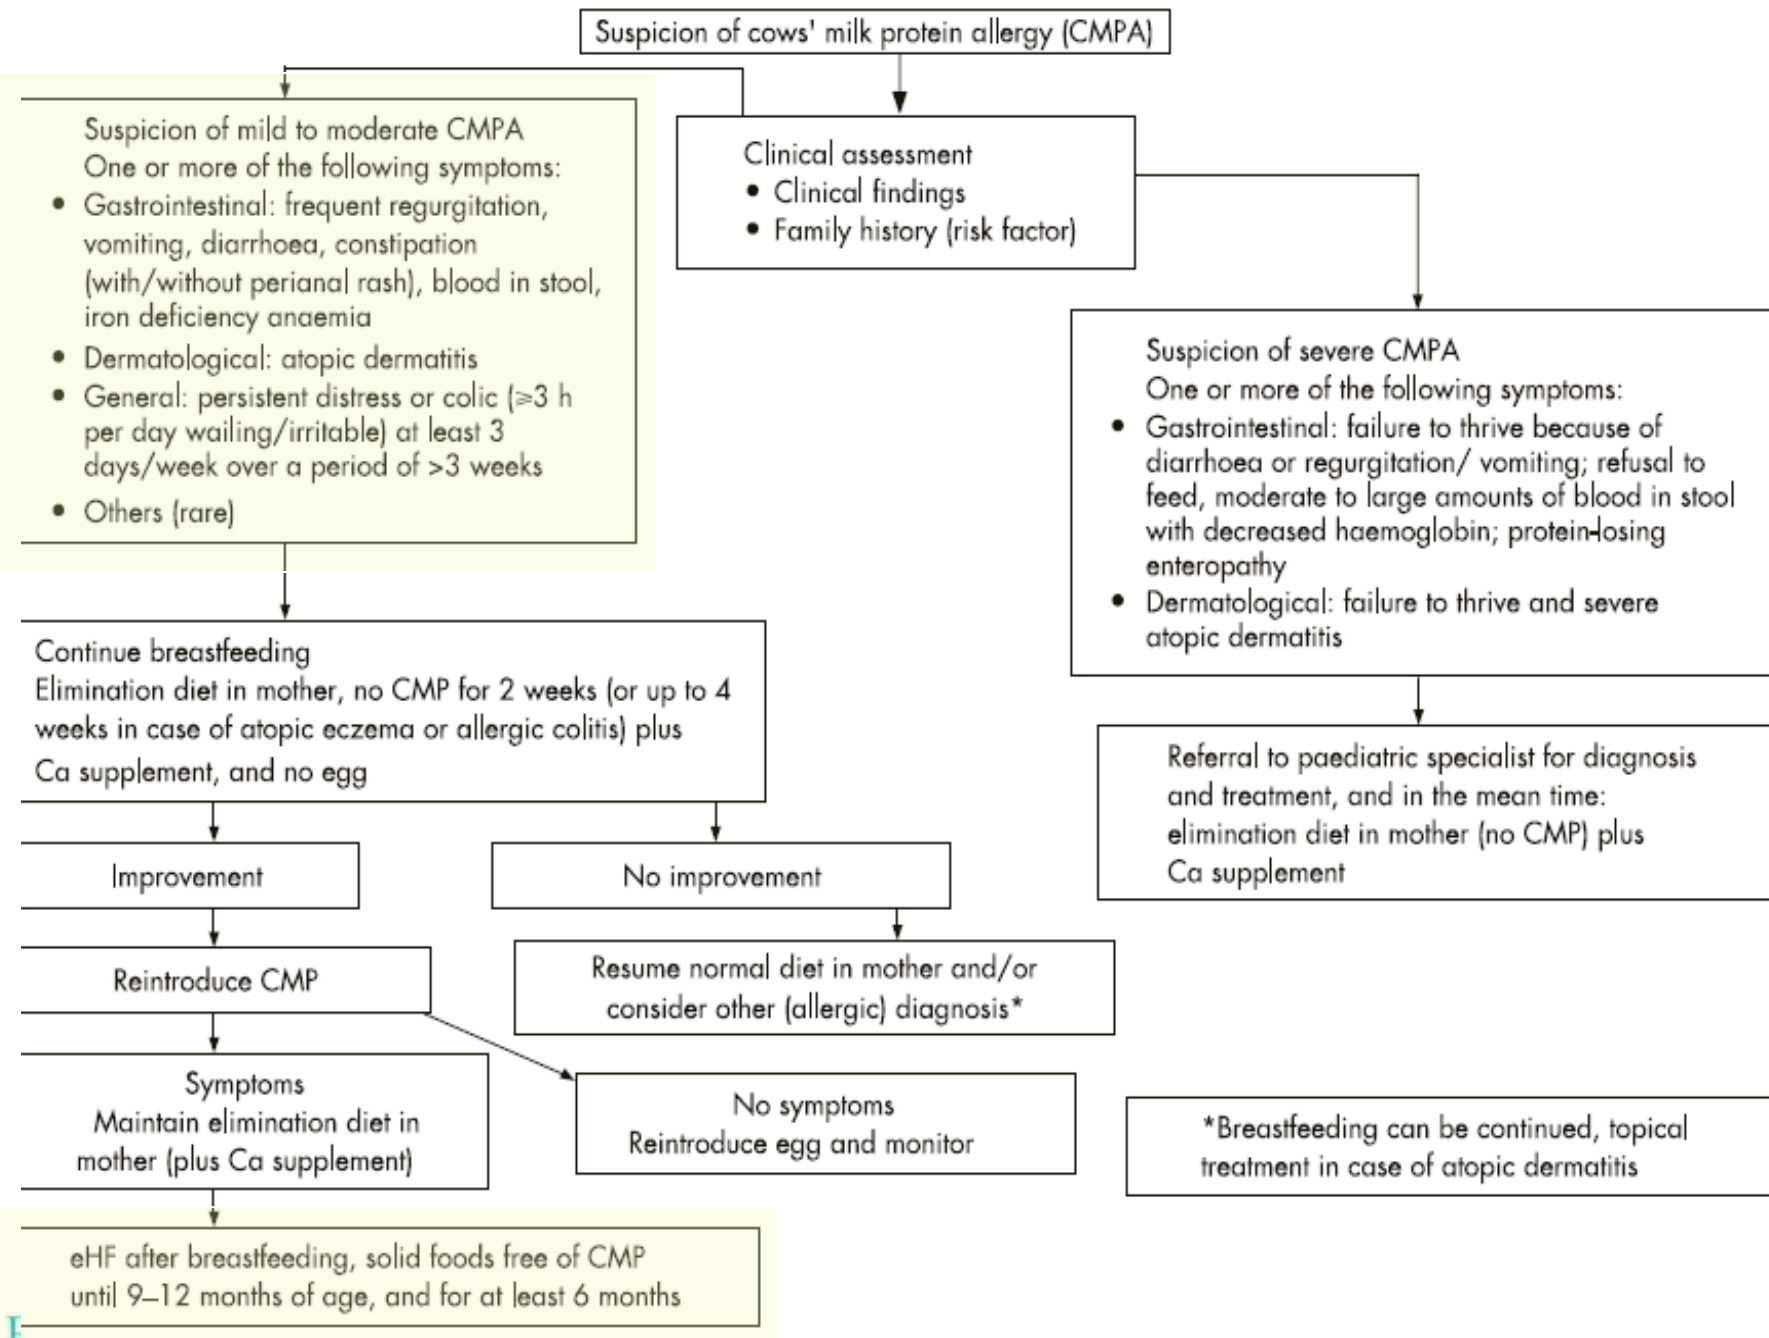 Suspicion of cows' milk protein allergy (CMPA)
Clinical assessment
• Clinical findings
• Family history (risk factor)
Suspicion of mild to moderate CMPA
One or more of the following symptoms:
• Gastrointestinal: frequent regurgitation,
vomiting, diarrhoea, constipation
(with/without perianal rash), blood in stool,
iron deficiency anaemia
• Dermatological: atopic dermatitis
• General: persistent distress or colic (≥3 h
per day wailing/irritable) at least 3
days/week over a period of >3 weeks
• Others (rare)
Suspicion of severe CMPA
One or more of the following symptoms:
• Gastrointestinal: failure to thrive because of
diarrhoea or regurgitation/ vomiting; refusal to
feed, moderate to large amounts of blood in stool
with decreased haemoglobin; protein-losing
enteropathy
• Dermatological: failure to thrive and severe
atopic dermatitis
Continue breastfeeding
Elimination diet in mother, no CMP for 2 weeks (or up to 4
weeks in case of atopic eczema or allergic colitis) plus
Ca supplement, and no egg
Referral to paediatric specialist for diagnosis
and treatment, and in the mean time:
elimination diet in mother (no CMP) plus
Ca supplement
Improvement
No improvement
Reintroduce CMP
Resume normal diet in mother and/or
consider other (allergic) diagnosis*
Symptoms
Maintain elimination diet in
mother (plus Ca supplement)
No symptoms
Reintroduce egg and monitor
*Breastfeeding can be continued, topical
treatment in case of atopic dermatitis
eHF after breastfeeding, solid foods free of CMP
until 9–12 months of age, and for at least 6 months